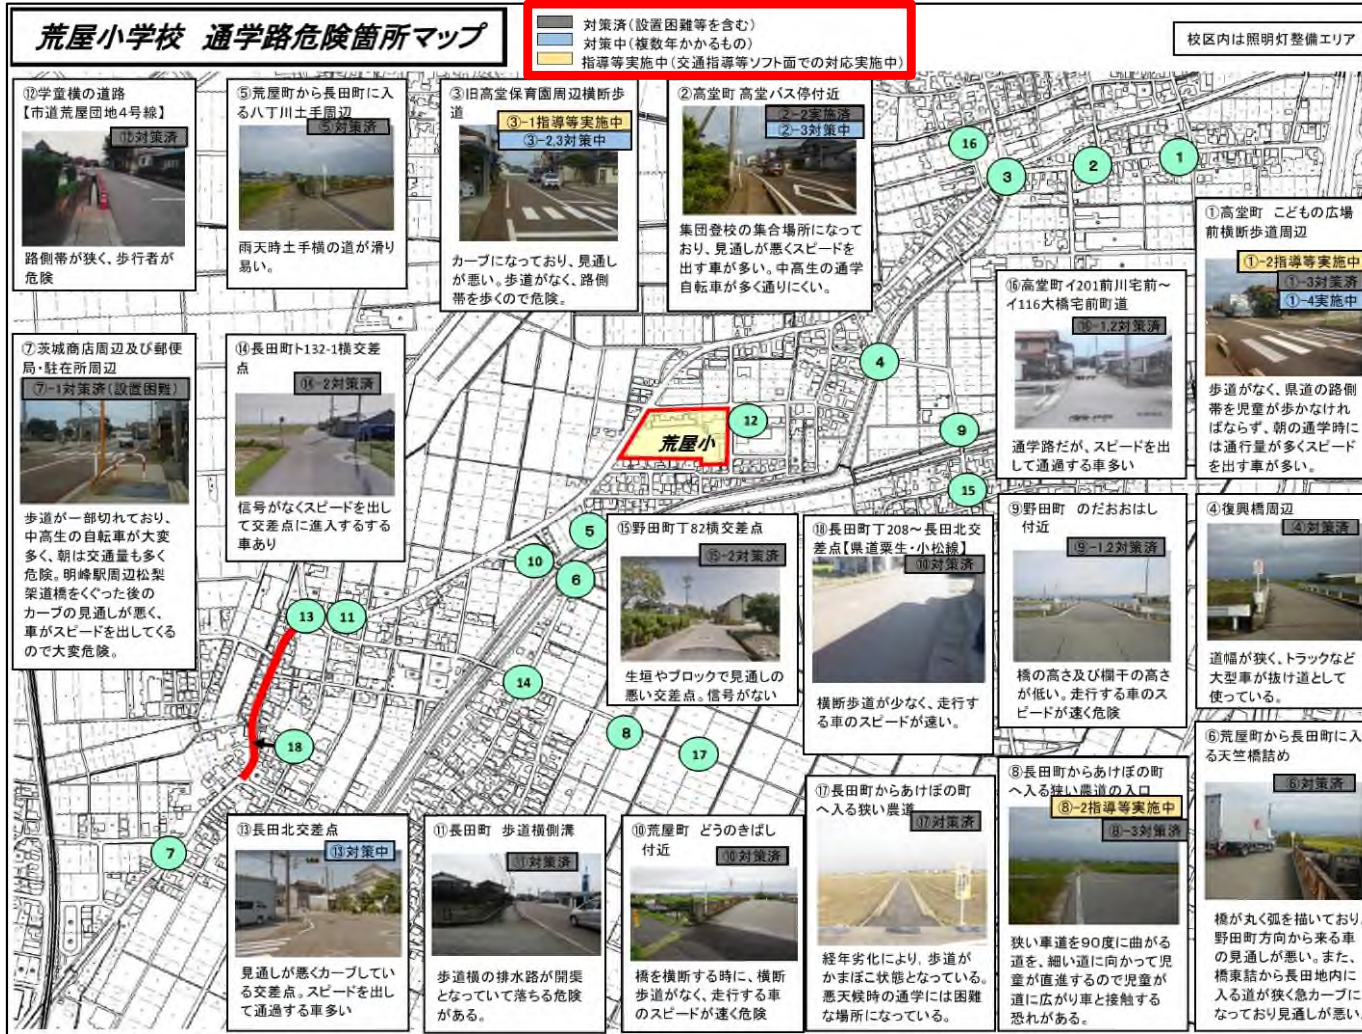 荒屋小学校 通学路危険箇所マップ
対策済(設置困難等を含む)
対策中(複数年かかるもの)
指導等実施中(交通指導等ソフト面での対応実施中)
校区内は照明灯整備エリア
⑫学童横の道路
【市道荒屋団地4号線】
⑫対策済
路側帯が狭く、歩行者が
危険
⑤荒屋町から長田町に入
る八丁川土手周辺
⑤対策済
雨天時土手横の道が滑り
易い。
③旧高堂保育園周辺横断歩
道
③-1指導等実施中
③-2,3対策中
カーブになっており、見通し
が悪い。歩道がなく、路側
帯を歩くので危険。
②高堂町 高堂バス停付近
②-2実施済
②-3対策中
集団登校の集合場所になって
おり、見通しが悪くスピードを
出す車が多い。中高生の通学
自転車が多く通りにくい。
16
3
2
1
①高堂町 こどもの広場
前横断歩道周辺
①-2指導等実施中
①-3対策済
①-4実施中
歩道がなく、県道の路側
帯を児童が歩かなけれ
ばならず、朝の通学時に
は通行量が多くスピード
を出す車が多い。
⑯高堂町イ201前川宅前～
イ116大橋宅前町道
⑯-1,2対策済
通学路だが、スピードを出
して通過する車多い
⑦茨城商店周辺及び郵便
局・駐在所周辺
⑦-1対策済(設置困難)
歩道が一部切れており、
中高生の自転車が大変
多く、朝は交通量も多く
危険。明峰駅周辺松梨
架道橋をくぐった後の
カーブの見通しが悪く、
車がスピードを出してくる
ので大変危険。
⑭長田町ト132-1横交差
点
⑭-2対策済
信号がなくスピードを出し
て交差点に進入するする
車あり
4
荒屋小
12
9
15
5
10
6
13
11
14
8
17
18
7
⑮野田町丁82横交差点
⑮-2対策済
生垣やブロックで見通しの
悪い交差点。信号がない
⑱長田町丁208～長田北交
差点【県道粟生・小松線】
⑩対策済
横断歩道が少なく、走行す
る車のスピードが速い。
⑨野田町 のだおおはし
付近
⑨-1,2対策済
橋の高さ及び欄干の高さ
が低い。走行する車のス
ピードが速く危険
④復興橋周辺
④対策済
道幅が狭く、トラックなど
大型車が抜け道として
使っている。
⑥荒屋町から長田町に入
る天竺橋詰め
⑥対策済
橋が丸く弧を描いており、
野田町方向から来る車
の見通しが悪い。また、
橋東詰から長田地内に
入る道が狭く急カーブに
なっており見通しが悪い。
⑬長田北交差点
⑬対策中
見通しが悪くカーブしてい
る交差点。スピードを出し
て通過する車多い
⑪長田町 歩道横側溝
⑪対策済
歩道横の排水路が開渠
となっていて落ちる危険
がある。
⑩荒屋町 どうのきばし
付近
⑩対策済
橋を横断する時に、横断
歩道がなく、走行する車
のスピードが速く危険
⑰長田町からあけぼの町
へ入る狭い農道
⑰対策済
経年劣化により、歩道が
かまぼこ状態となっている。
悪天候時の通学には困難
な場所になっている。
⑧長田町からあけぼの町
へ入る狭い農道の入口
⑧-2指導等実施中
⑧-3対策済
狭い車道を90度に曲がる
道を、細い道に向かって児
童が直進するので児童が
道に広がり車と接触する
恐れがある。